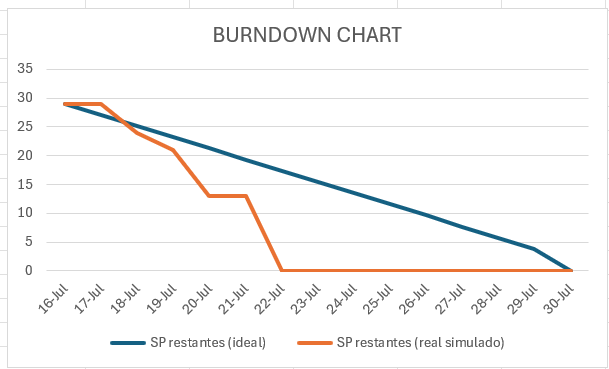 BURNDOWN CHART
35
30
25
20
15
10
5
0
16-Jul 17-Jul 18-Jul 19-Jul 20-Jul 21-Jul 22-Jul 23-Jul 24-Jul 25-Jul 26-Jul 27-Jul 28-Jul 29-Jul 30-Jul
SP restantes (ideal) SP restantes (real simulado)